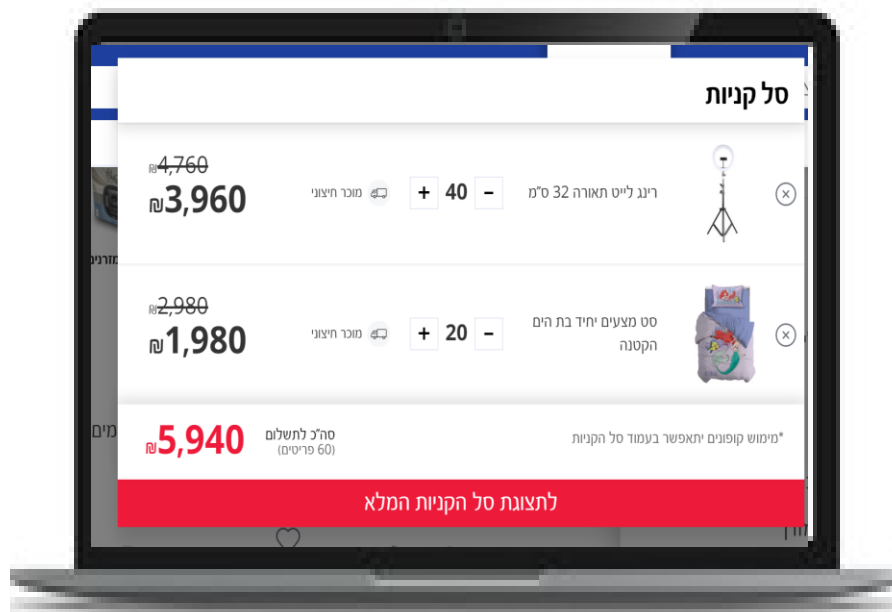 סל קניות
רינג לייט תאורה 32 ס"מ
- 40 +
מוכר חיצוני
₪4,760
₪3,960
סט מצעים יחיד בת הים
הקטנה
- 20 +
מוכר חיצוני
₪2,980
₪1,980
*מימוש קופונים יתאפשר בעמוד סל הקניות
סה"כ לתשלום
(60 פריטים)
₪5,940
לתצוגת סל הקניות המלא